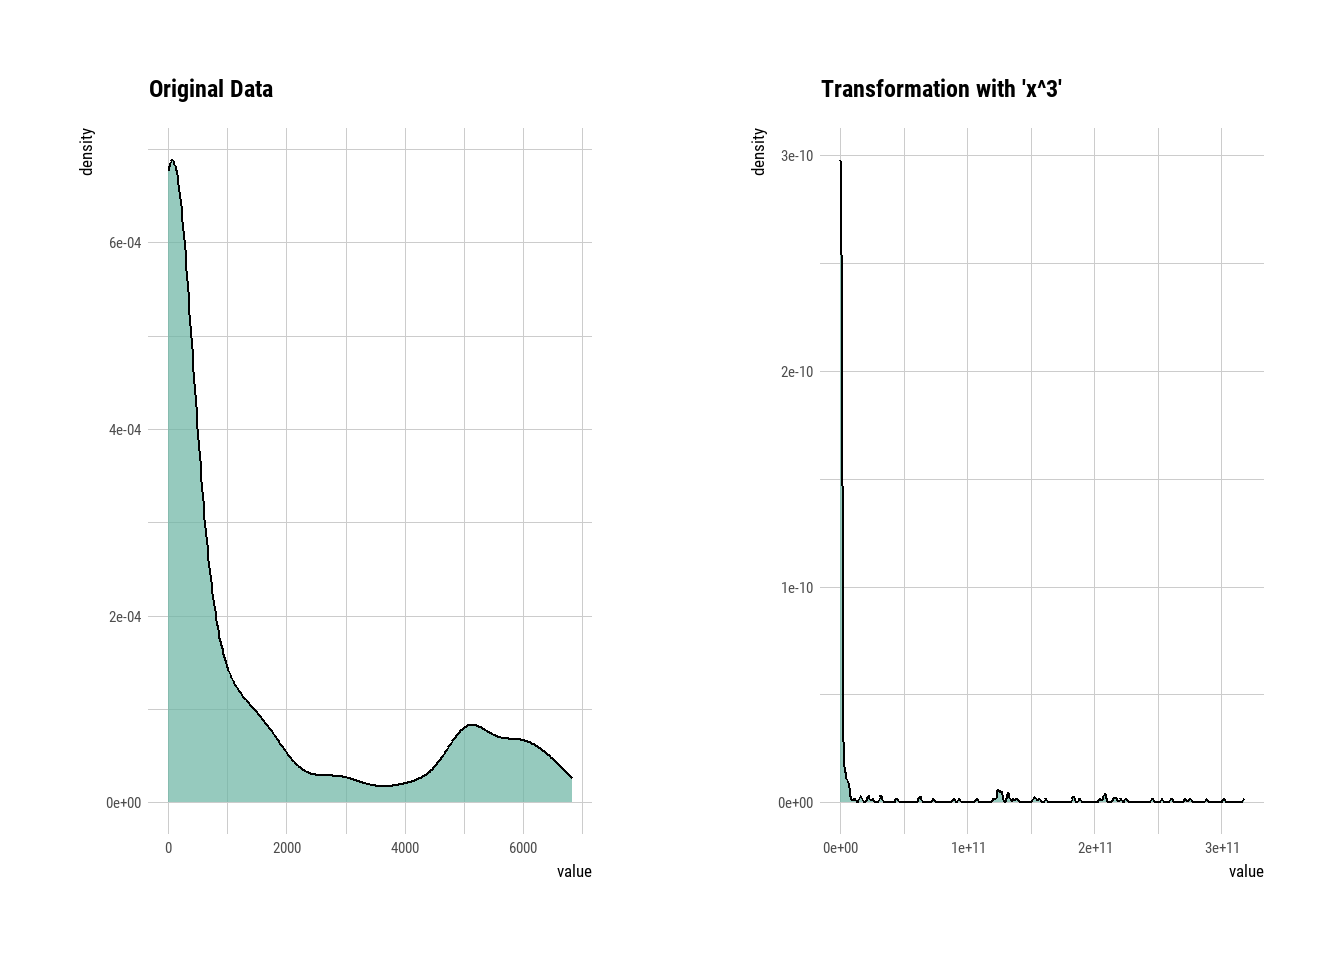 Original Data
density
6e-04
4e-04
2e-04
0e+00
0 2000 4000 6000
value
Transformation with 'x^3'
density
3e-10
2e-10
1e-10
0e+00
0e+00 1e+11 2e+11 3e+11
value